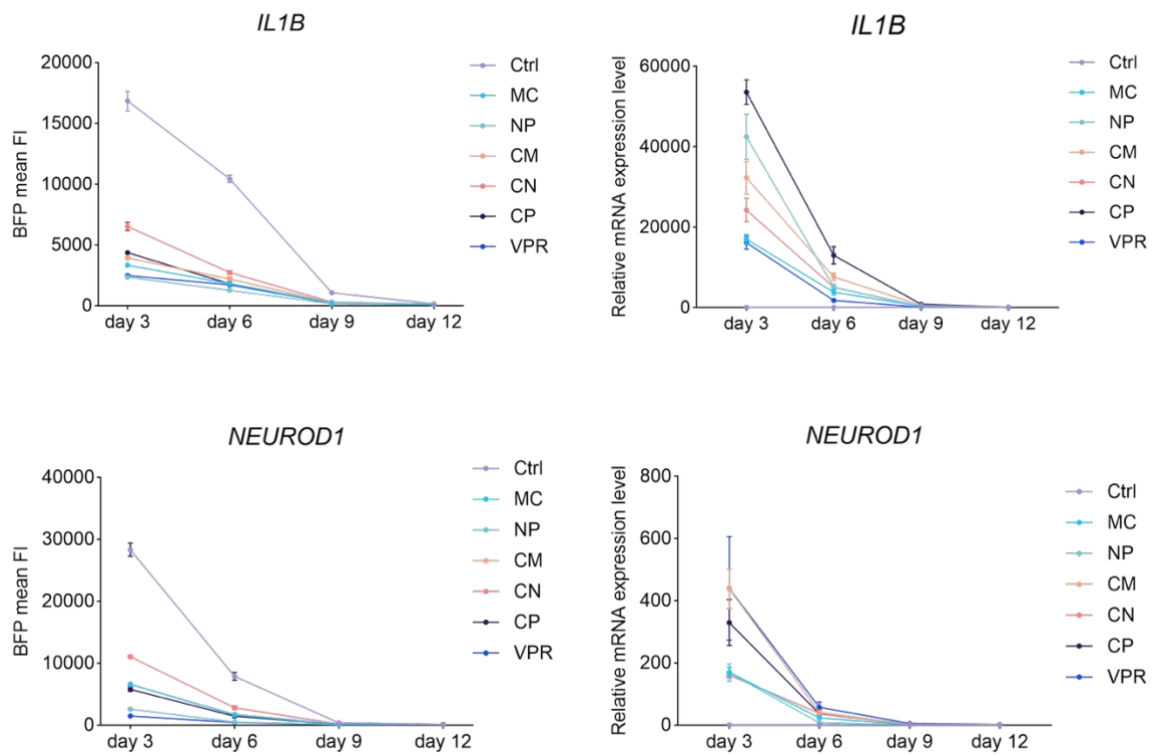 IL1B
BFP mean FI
20000
15000
10000
5000
0
day 3 day 6 day 9 day 12
Ctrl
MC
NP
CM
CN
CP
VPR
IL1B
Relative mRNA expression level
60000
40000
20000
0
day 3 day 6 day 9 day 12
Ctrl
MC
NP
CM
CN
CP
VPR
NEUROD1
BFP mean FI
40000
30000
20000
10000
0
day 3 day 6 day 9 day 12
Ctrl
MC
NP
CM
CN
CP
VPR
NEUROD1
Relative mRNA expression level
800
600
400
200
0
day 3 day 6 day 9 day 12
Ctrl
MC
NP
CM
CN
CP
VPR